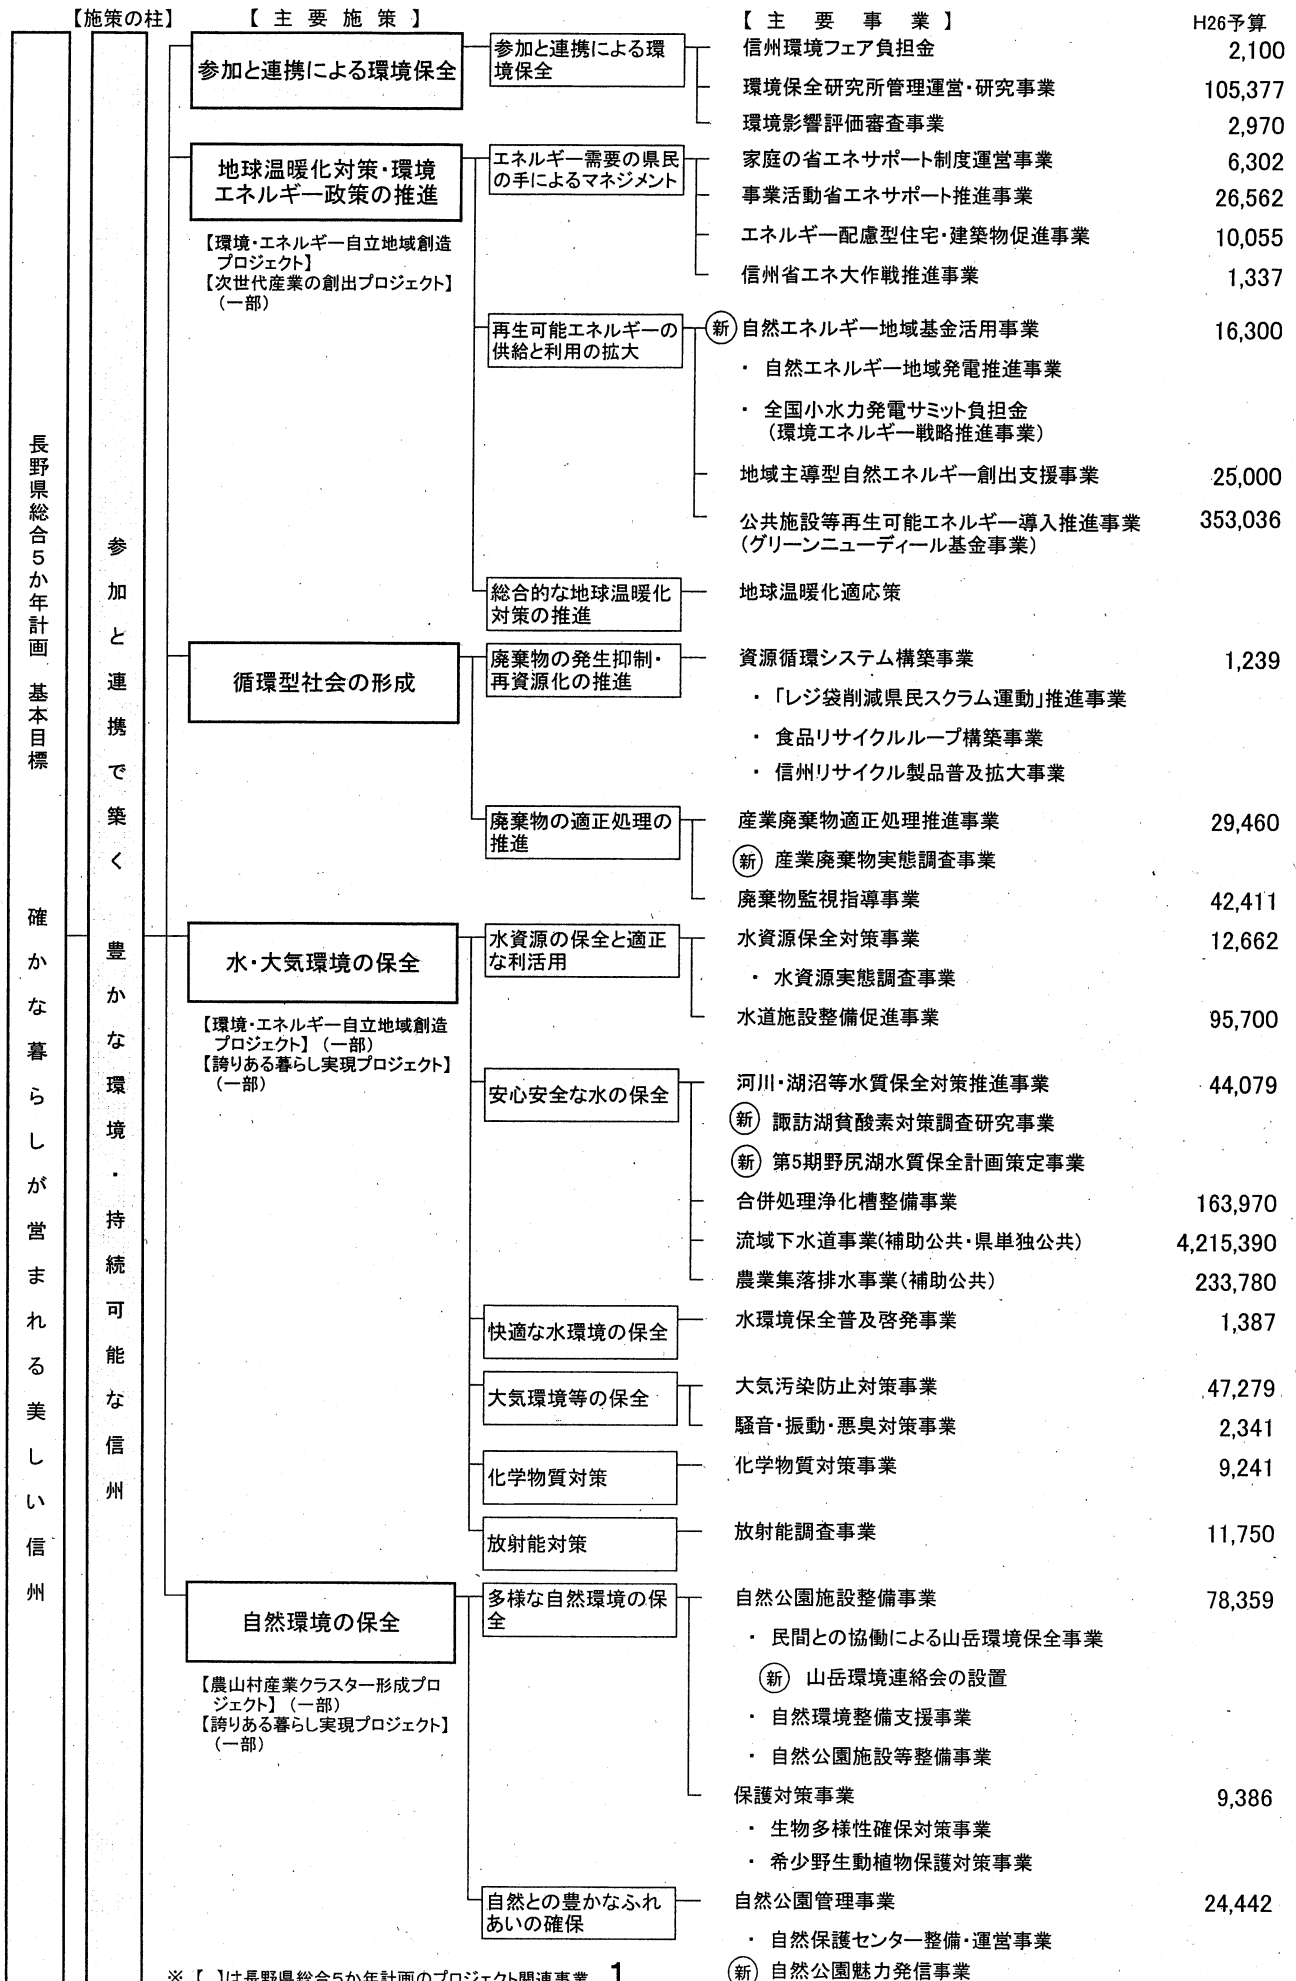 【施策の柱】
【 主 要 施 策 】
【 主 要 事 業 】
H26予算
長野県総合5か年計画 基本目標 確かな暮らしが営まれる美しい信州
参加と連携で築く 豊かな環境・持続可能な信州
参加と連携による環境保全
参加と連携による環
境保全
信州環境フェア負担金 2,100
環境保全研究所管理運営・研究事業 105,377
環境影響評価審査事業 2,970
地球温暖化対策・環境
エネルギー政策の推進
【環境・エネルギー自立地域創造
プロジェクト】
【次世代産業の創出プロジェクト】
(一部)
エネルギー需要の県民
の手によるマネジメント
家庭の省エネサポート制度運営事業 6,302
事業活動省エネサポート推進事業 26,562
エネルギー配慮型住宅・建築物促進事業 10,055
信州省エネ大作戦推進事業 1,337
再生可能エネルギーの
供給と利用の拡大
新 自然エネルギー地域基金活用事業 16,300
・ 自然エネルギー地域発電推進事業
・ 全国小水力発電サミット負担金
(環境エネルギー戦略推進事業)
地域主導型自然エネルギー創出支援事業 25,000
公共施設等再生可能エネルギー導入推進事業 353,036
(グリーンニューディール基金事業)
総合的な地球温暖化
対策の推進
地球温暖化適応策
循環型社会の形成
廃棄物の発生抑制・
再資源化の推進
資源循環システム構築事業 1,239
・「レジ袋削減県民スクラム運動」推進事業
・ 食品リサイクルループ構築事業
・ 信州リサイクル製品普及拡大事業
廃棄物の適正処理の
推進
産業廃棄物適正処理推進事業 29,460
新 産業廃棄物実態調査事業
廃棄物監視指導事業 42,411
水・大気環境の保全
【環境・エネルギー自立地域創造
プロジェクト】(一部)
【誇りある暮らし実現プロジェクト】
(一部)
水資源の保全と適正
な利活用
水資源保全対策事業 12,662
・ 水資源実態調査事業
水道施設整備促進事業 95,700
安心安全な水の保全
河川・湖沼等水質保全対策推進事業 44,079
新 諏訪湖貧酸素対策調査研究事業
新 第5期野尻湖水質保全計画策定事業
合併処理浄化槽整備事業 163,970
流域下水道事業(補助公共・県単独公共) 4,215,390
農業集落排水事業(補助公共) 233,780
快適な水環境の保全
水環境保全普及啓発事業 1,387
大気環境等の保全
大気汚染防止対策事業 47,279
騒音・振動・悪臭対策事業 2,341
化学物質対策
化学物質対策事業 9,241
放射能対策
放射能調査事業 11,750
自然環境の保全
【農山村産業クラスター形成プロ
ジェクト】(一部)
【誇りある暮らし実現プロジェクト】
(一部)
多様な自然環境の保
全
自然公園施設整備事業 78,359
・ 民間との協働による山岳環境保全事業
新 山岳環境連絡会の設置
・ 自然環境整備支援事業
・ 自然公園施設等整備事業
保護対策事業 9,386
・ 生物多様性確保対策事業
・ 希少野生動植物保護対策事業
自然との豊かなふれ
あいの確保
自然公園管理事業 24,442
・ 自然保護センター整備・運営事業
新 自然公園魅力発信事業
※【 】は長野県総合5か年計画のプロジェクト関連事業
1